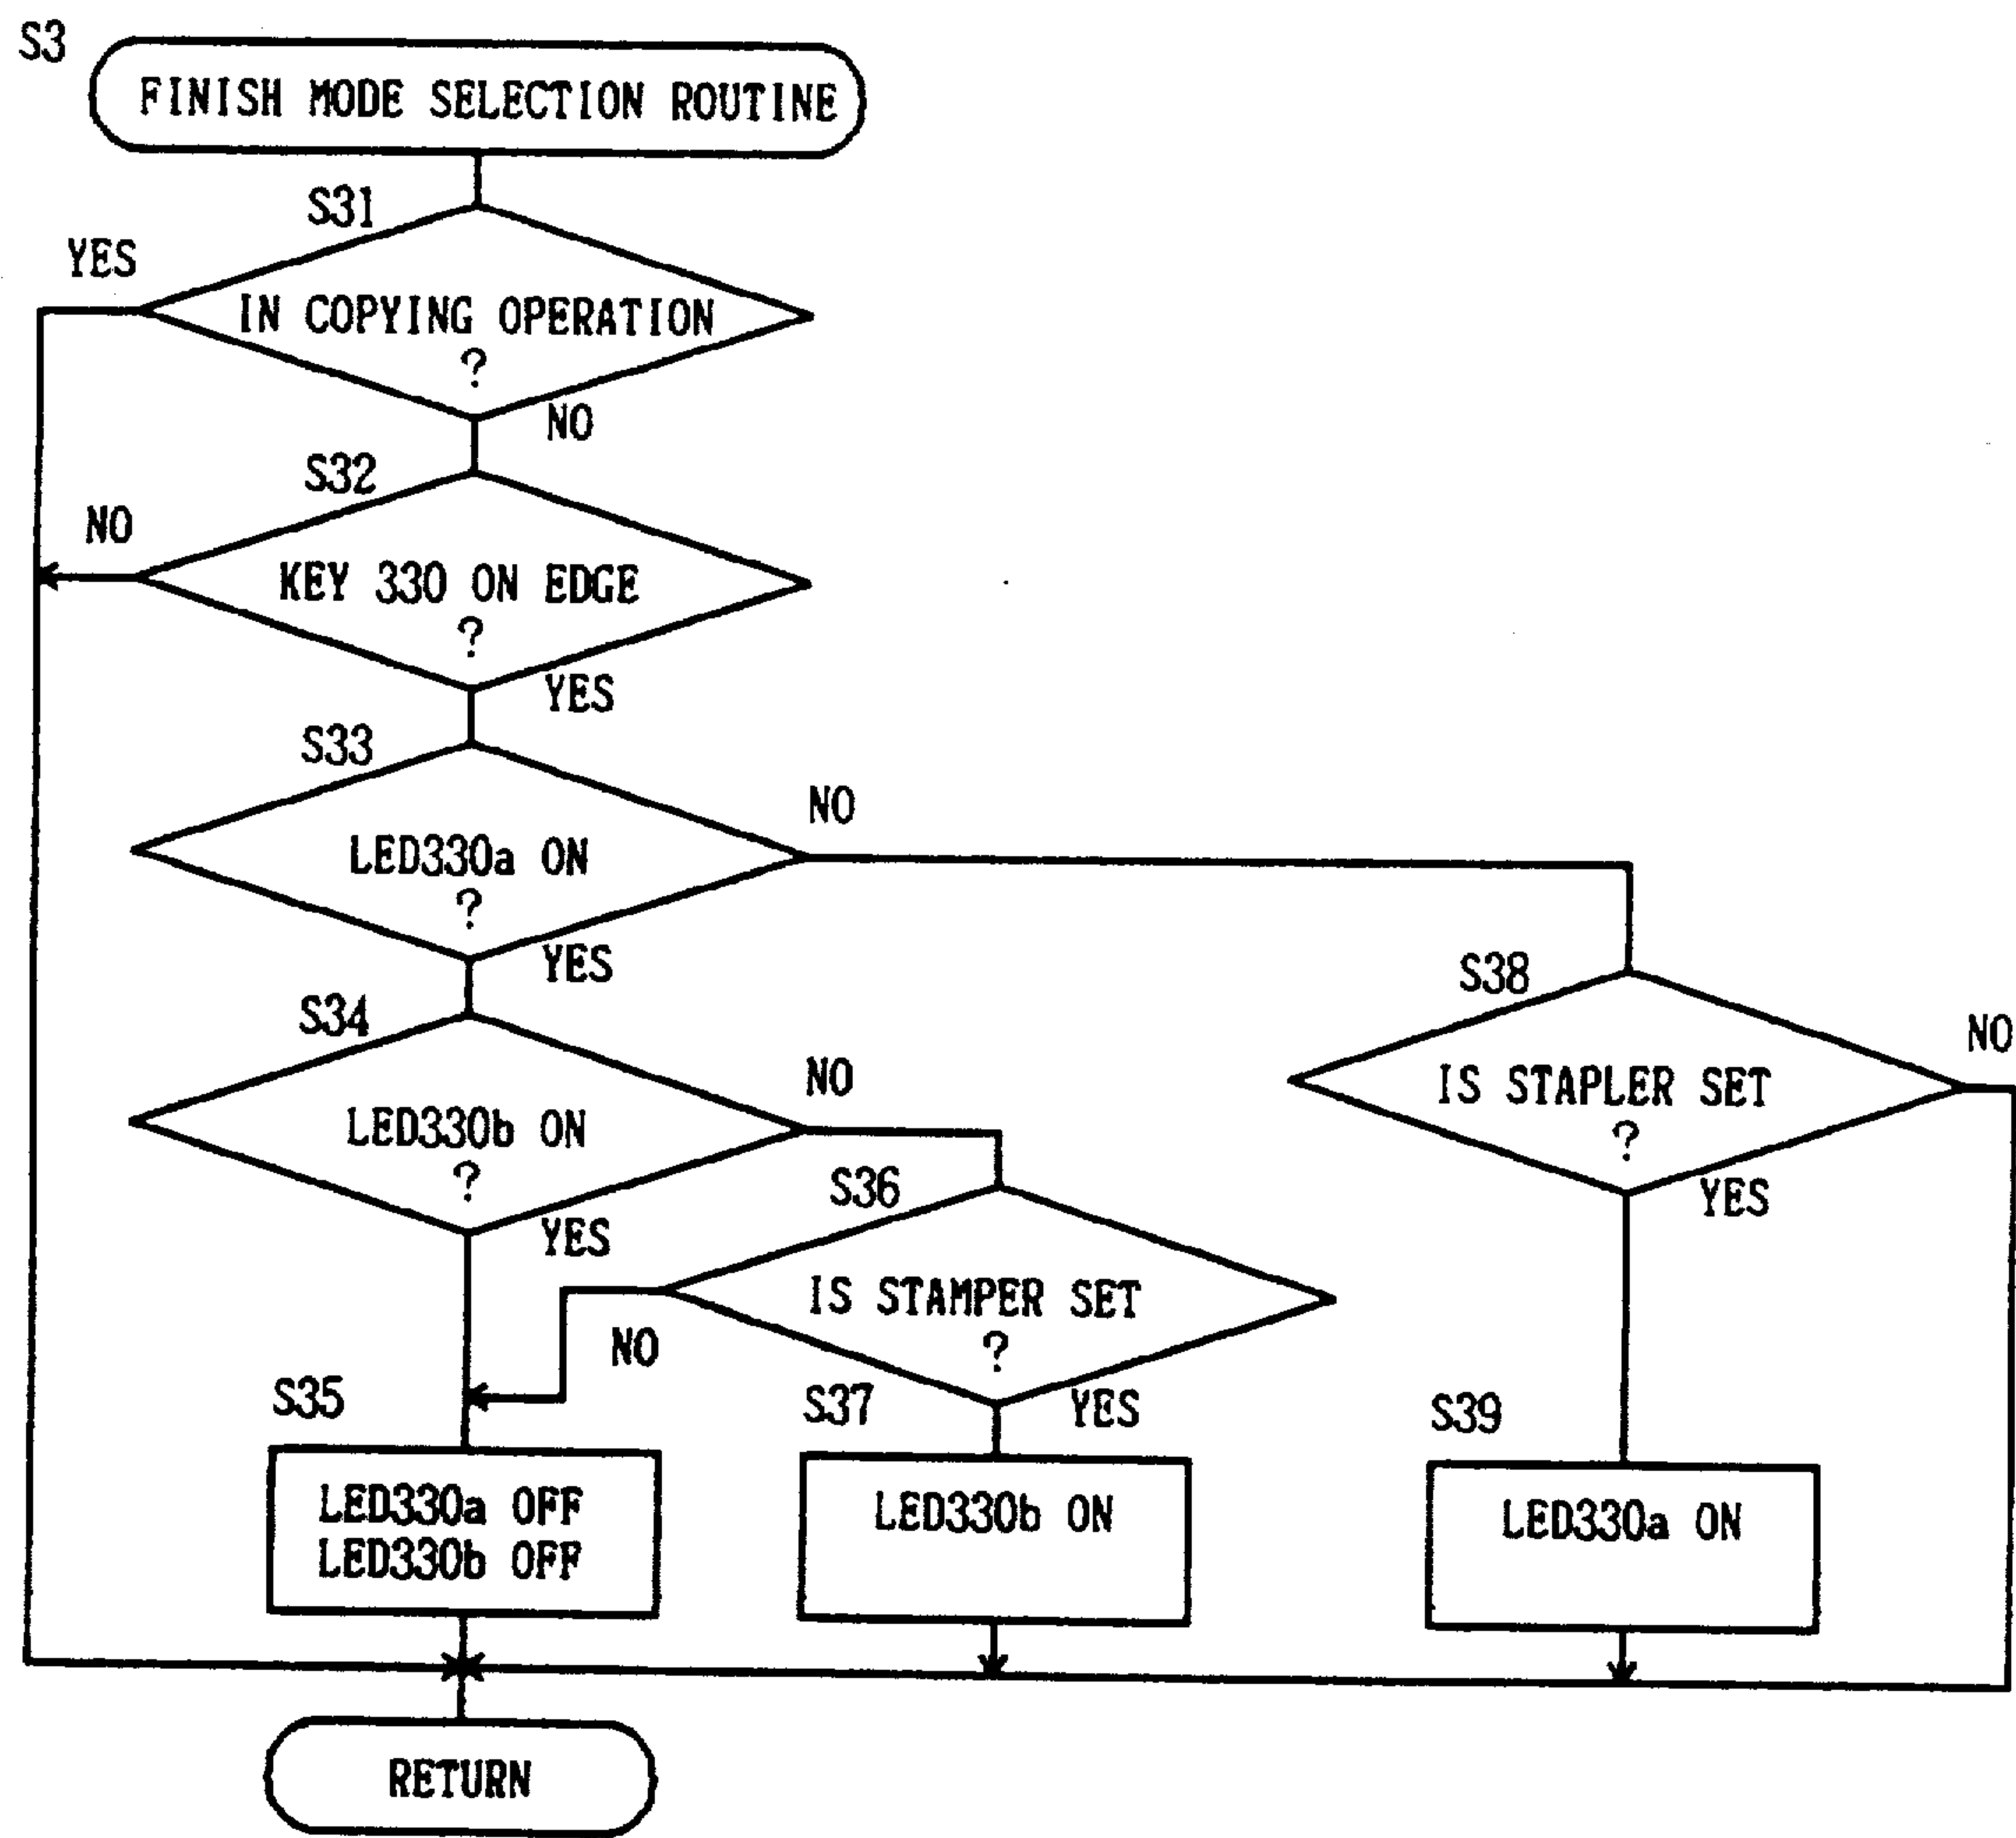 S3
FINISH MODE SELECTION ROUTINE
S31
YES
IN COPYING OPERATION
?
NO
S32
NO
KEY 330 ON EDGE
?
YES
S33
NO
LED330a ON
?
YES
S38
NO
IS STAPLER SET
?
YES
S34
NO
LED330b ON
?
YES
S36
IS STAMPER SET
?
NO
YES
S35
LED330a OFF
LED330b OFF
S37
LED330b ON
S39
LED330a ON
RETURN